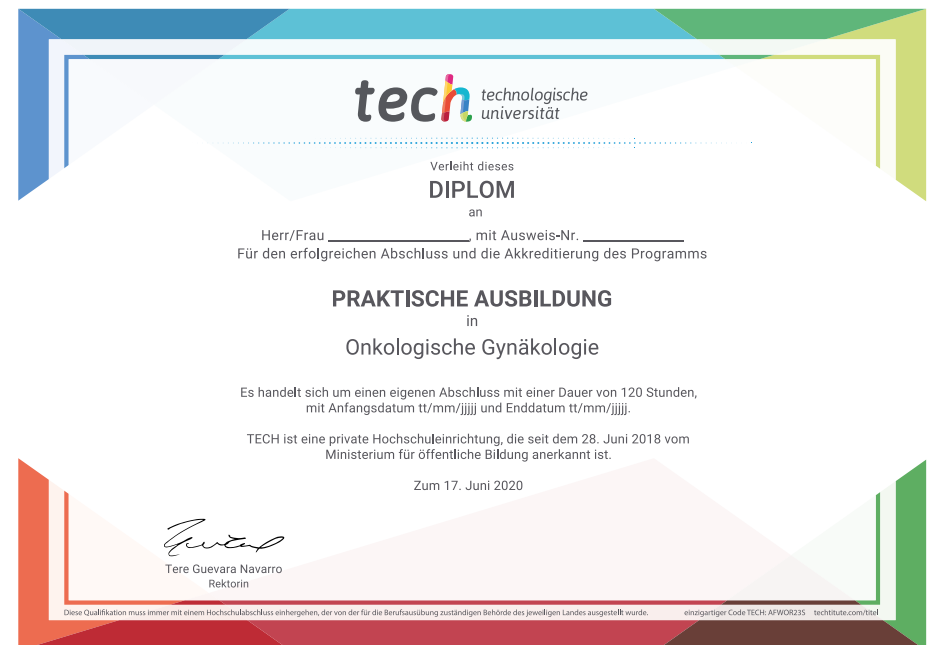 tech technologische
universität
Verleiht dieses
DIPLOM
an
Herr/Frau ____________________, mit Ausweis-Nr. ______________
Für den erfolgreichen Abschluss und die Akkreditierung des Programms
PRAKTISCHE AUSBILDUNG
in
Onkologische Gynäkologie
Es handelt sich um einen eigenen Abschluss mit einer Dauer von 120 Stunden,
mit Anfangsdatum tt/mm/jjjjj und Enddatum tt/mm/jjjjj.
TECH ist eine private Hochschuleinrichtung, die seit dem 28. Juni 2018 vom
Ministerium für öffentliche Bildung anerkannt ist.
Zum 17. Juni 2020
Tere Guevara Navarro
Rektorin
Diese Qualifikation muss immer mit einem Hochschulabschluss einhergehen, der von der für die Berufsausübung zuständigen Behörde des jeweiligen Landes ausgestellt wurde. einzigartiger Code TECH: AFWOR235 techtitute.com/titel